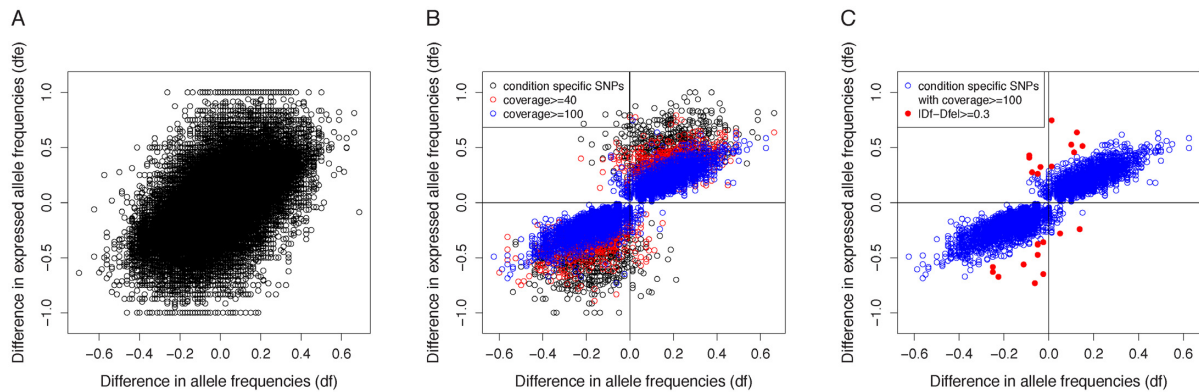 A
B
C
Difference in expressed allele frequencies (dfe)
1.0
0.5
0.0
−0.5
−1.0
−0.6 −0.4 −0.2 0.0 0.2 0.4 0.6
Difference in allele frequencies (df)
Difference in expressed allele frequencies (dfe)
1.0
0.5
0.0
−0.5
−1.0
condition specific SNPs
coverage>=40
coverage>=100
−0.6 −0.4 −0.2 0.0 0.2 0.4 0.6
Difference in allele frequencies (df)
Difference in expressed allele frequencies (dfe)
1.0
0.5
0.0
−0.5
−1.0
condition specific SNPs
with coverage>=100
|Df−Dfe|>=0.3
−0.6 −0.4 −0.2 0.0 0.2 0.4 0.6
Difference in allele frequencies (df)